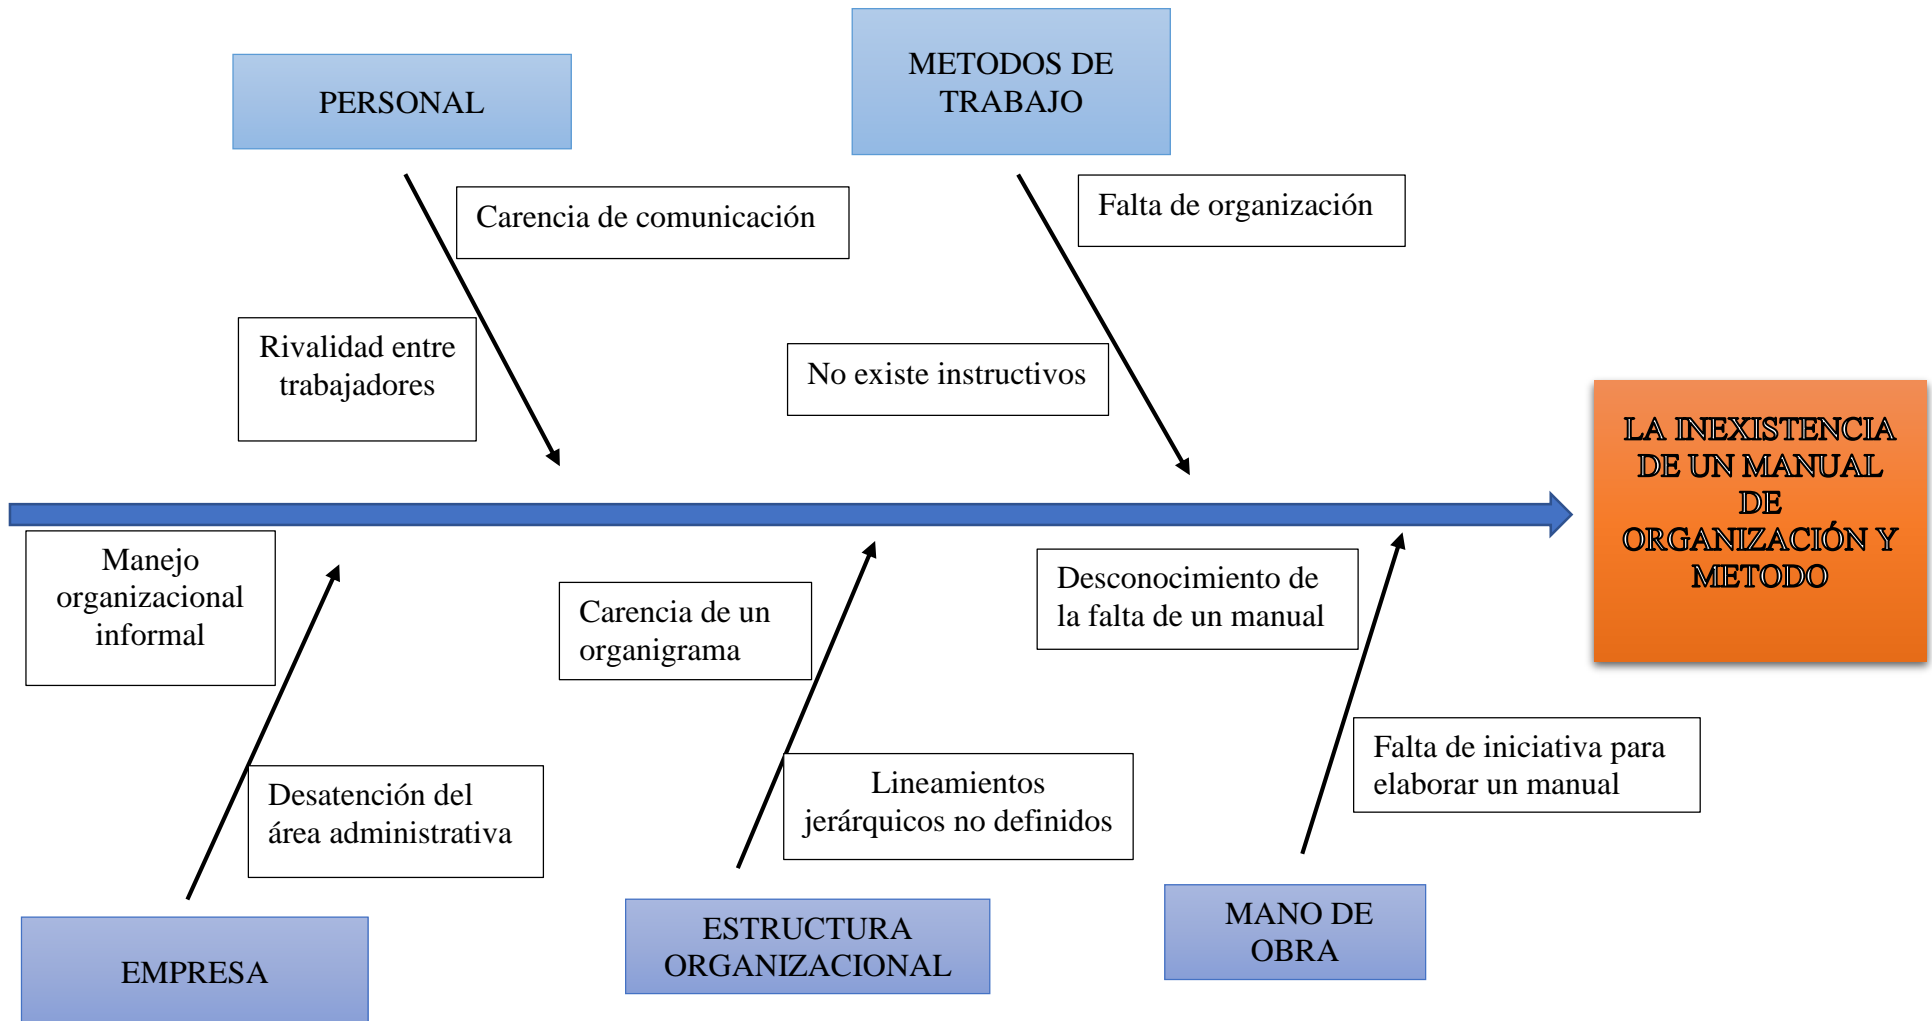 PERSONAL
METODOS DE
TRABAJO
Carencia de comunicación
Falta de organización
Rivalidad entre
trabajadores
No existe instructivos
LA INEXISTENCIA
DE UN MANUAL
DE
ORGANIZACIÓN Y
METODO
Manejo
organizacional
informal
Carencia de un
organigrama
Desconocimiento de
la falta de un manual
Desatención del
área administrativa
Lineamientos
jerárquicos no definidos
Falta de iniciativa para
elaborar un manual
EMPRESA
ESTRUCTURA
ORGANIZACIONAL
MANO DE
OBRA